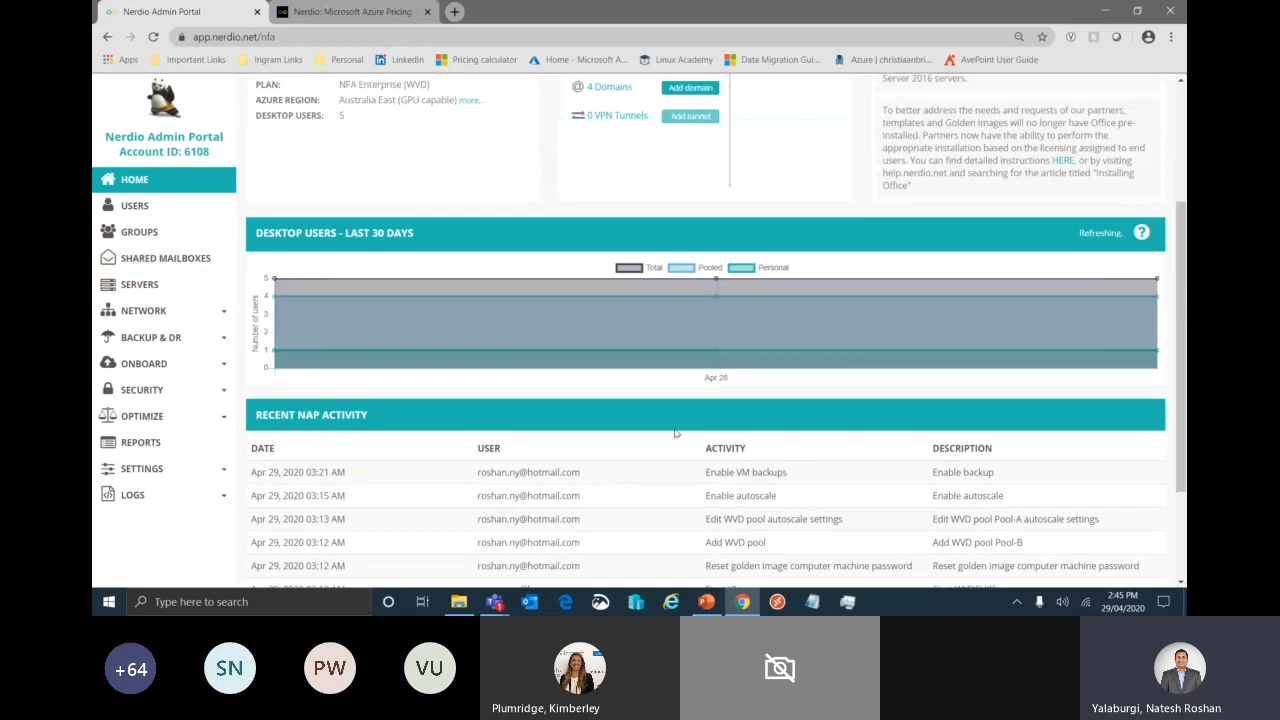 Nerdio Admin Portal
Nerdio: Microsoft Azure Pricing
app.nerdio.net/nfa
Apps
Important Links
Ingram Links
Personal
LinkedIn
Pricing calculator
Home - Microsoft A...
Linux Academy
Data Migration Gui...
Azure | christiaanbri...
AvePoint User Guide
Nerdio Admin Portal
Account ID: 6108
HOME
USERS
GROUPS
SHARED MAILBOXES
SERVERS
NETWORK
BACKUP & DR
ONBOARD
SECURITY
OPTIMIZE
REPORTS
SETTINGS
LOGS
PLAN: NFA Enterprise (WVD)
AZURE REGION: Australia East (GPU capable) more...
DESKTOP USERS: 5
4 Domains Add domain
0 VPN Tunnels Add tunnel
Server 2016 servers.
To better address the needs and requests of our partners,
templates and Golden images will no longer have Office pre-
installed. Partners now have the ability to perform the
appropriate installation based on the licensing assigned to end
users. You can find detailed instructions HERE, or by visiting
help.nerdio.net and searching for the article titled "Installing
Office"
DESKTOP USERS - LAST 30 DAYS
Refreshing. ?
Total Pooled Personal
Number of users
5
4
3
2
1
0
Apr 28
RECENT NAP ACTIVITY
DATE USER ACTIVITY DESCRIPTION
Apr 29, 2020 03:21 AM roshan.ny@hotmail.com Enable VM backups Enable backup
Apr 29, 2020 03:15 AM roshan.ny@hotmail.com Enable autoscale Enable autoscale
Apr 29, 2020 03:13 AM roshan.ny@hotmail.com Edit WVD pool autoscale settings Edit WVD pool Pool-A autoscale settings
Apr 29, 2020 03:12 AM roshan.ny@hotmail.com Add WVD pool Add WVD pool Pool-B
Apr 29, 2020 03:12 AM roshan.ny@hotmail.com Reset golden image computer machine password Reset golden image computer machine password
Type here to search
2:45 PM
29/04/2020
+64
SN
PW
VU
Plumridge, Kimberley
Yalaburgi, Natesh Roshan